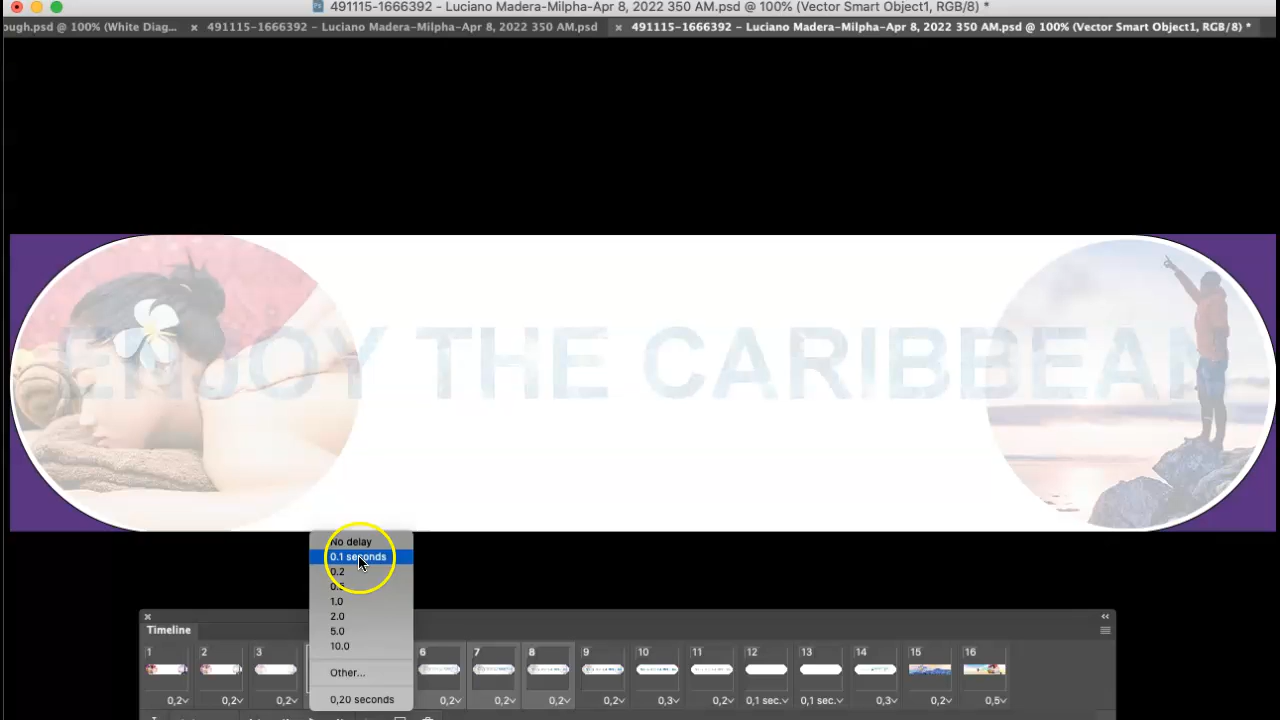 491115-1666392 - Luciano Madera-Milpha-Apr 8, 2022 350 AM.psd @ 100% (Vector Smart Object1, RGB/8) *
ough.psd @ 100% (White Diag... × 491115-1666392 - Luciano Madera-Milpha-Apr 8, 2022 350 AM.psd × 491115-1666392 - Luciano Madera-Milpha-Apr 8, 2022 350 AM.psd @ 100% (Vector Smart Object1, RGB/8) *
ENJOY THE CARIBBEAN
No delay
0.1 seconds
0.2
1.0
2.0
5.0
10.0
Other...
0,20 seconds
Timeline
1 2 3 6 7 8 9 10 11 12 13 14 15 16
0,2 0,2 0,2 0,2 0,2 0,2 0,2 0,3 0,2 0,1 sec. 0,1 sec. 0,3 0,2 0,5